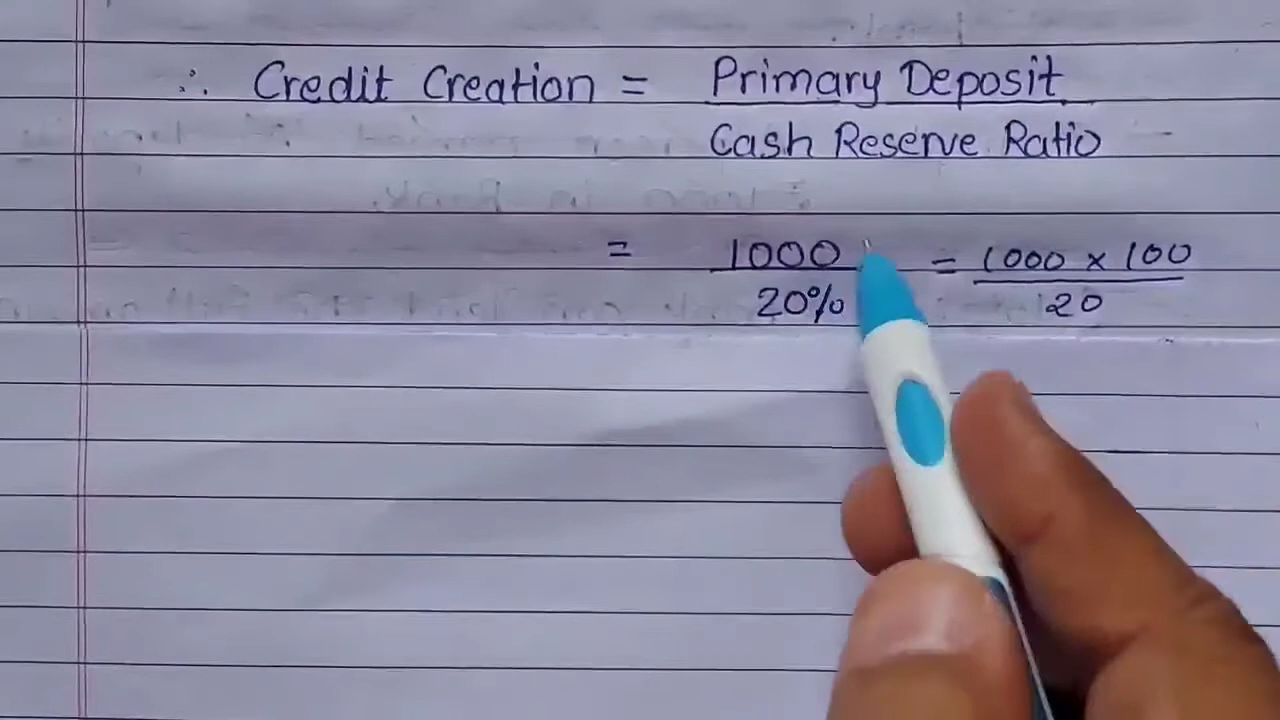 ∴ Credit Creation = Primary Deposit
Cash Reserve Ratio
= 1000 = 1000 x 100
20% 20